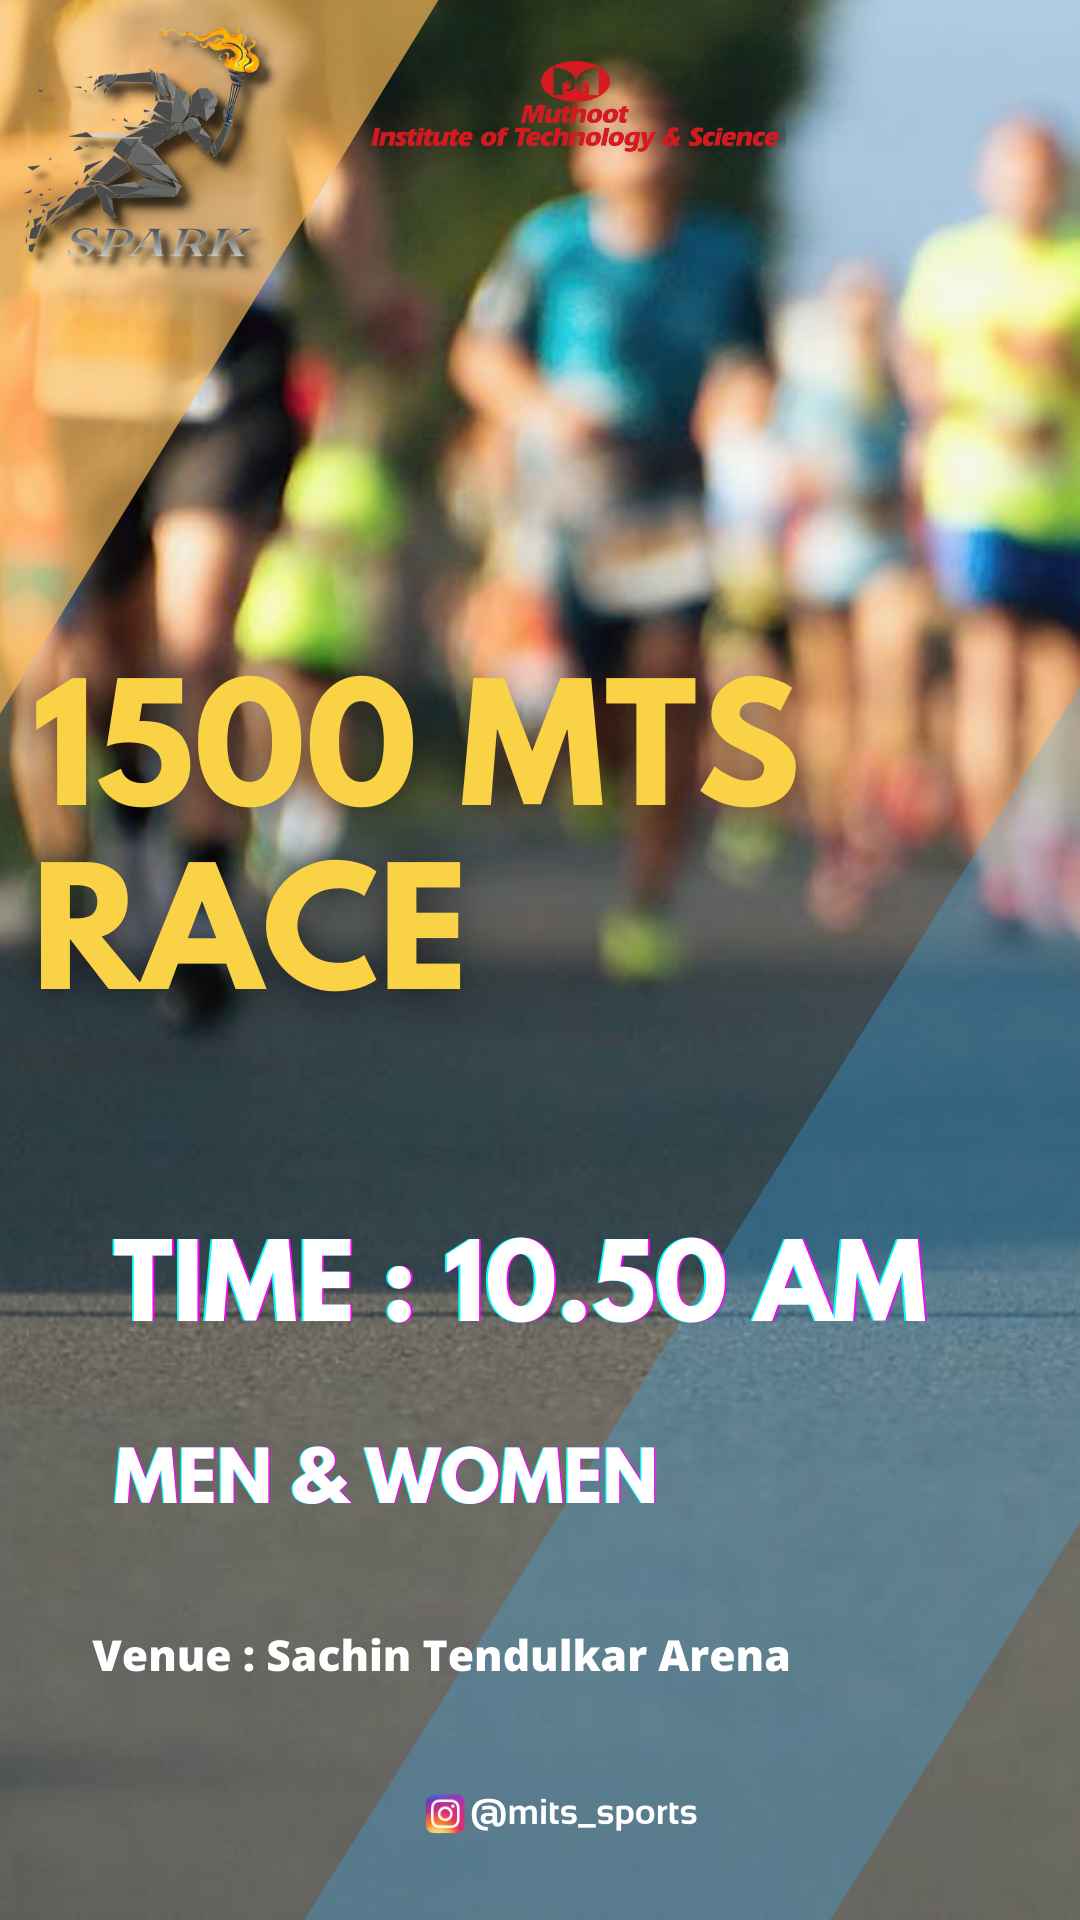 SPARK
Muthoot
Institute of Technology & Science
1500 MTS
RACE
TIME : 10.50 AM
MEN & WOMEN
Venue : Sachin Tendulkar Arena
@mits_sports